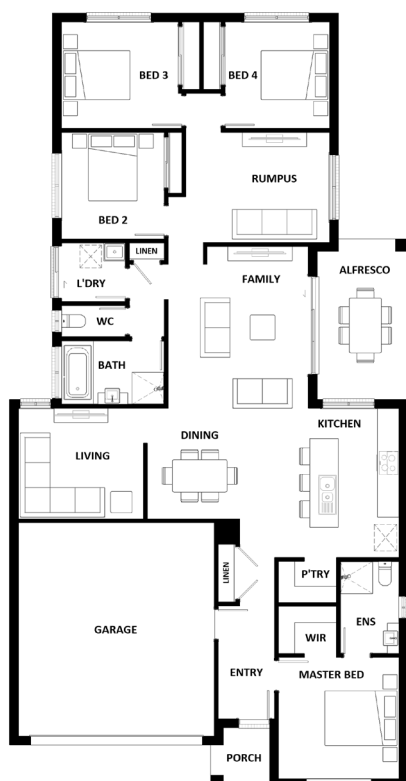 BED 3
BED 4
RUMPUS
BED 2
LINEN
FAMILY
ALFRESCO
L'DRY
WC
BATH
KITCHEN
DINING
LIVING
LINEN
P'TRY
GARAGE
WIR
ENS
ENTRY
MASTER BED
PORCH